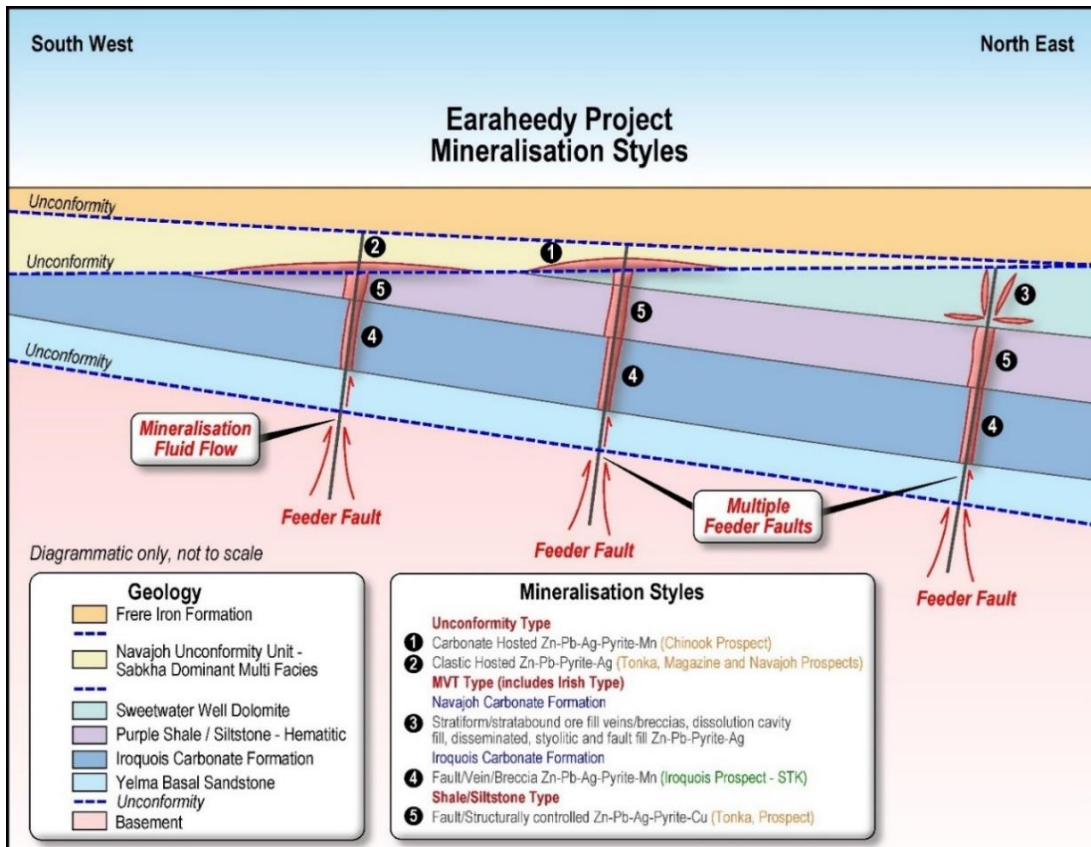 South West
North East
Earaheedy Project
Mineralisation Styles
Unconformity
2
1
Unconformity
5
3
5
4
Unconformity
4
5
4
Mineralisation
Fluid Flow
Feeder Fault
Multiple
Feeder Faults
Feeder Fault
Feeder Fault
Diagrammatic only, not to scale
Geology
Frere Iron Formation
Navajoh Unconformity Unit -
Sabkha Dominant Multi Facies
Sweetwater Well Dolomite
Purple Shale / Siltstone - Hematitic
Iroquois Carbonate Formation
Yelma Basal Sandstone
Unconformity
Basement
Mineralisation Styles
Unconformity Type
1 Carbonate Hosted Zn-Pb-Ag-Pyrite-Mn (Chinook Prospect)
2 Clastic Hosted Zn-Pb-Pyrite-Ag (Tonka, Magazine and Navajoh Prospects)
MVT Type (includes Irish Type)
Navajoh Carbonate Formation
3 Stratiform/stratabound ore fill veins/breccias, dissolution cavity
fill, disseminated, styolitic and fault fill Zn-Pb-Pyrite-Ag
Iroquois Carbonate Formation
4 Fault/Vein/Breccia Zn-Pb-Ag-Pyrite-Mn (Iroquois Prospect - STK)
Shale/Siltstone Type
5 Fault/Structurally controlled Zn-Pb-Ag-Pyrite-Cu (Tonka, Prospect)